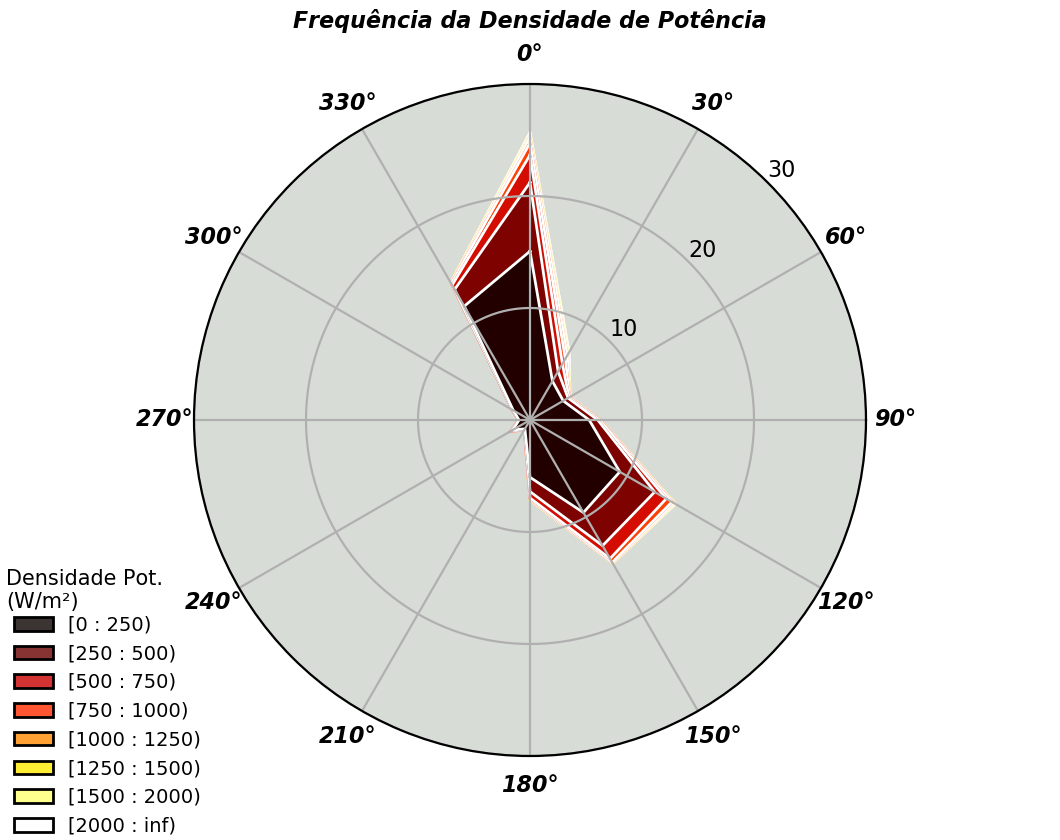 Frequência da Densidade de Potência
0°
330°
30°
30
300°
60°
20
10
270°
90°
Densidade Pot.
(W/m²)
240°
120°
[0 : 250)
[250 : 500)
[500 : 750)
[750 : 1000)
210°
150°
[1000 : 1250)
[1250 : 1500)
180°
[1500 : 2000)
[2000 : inf)